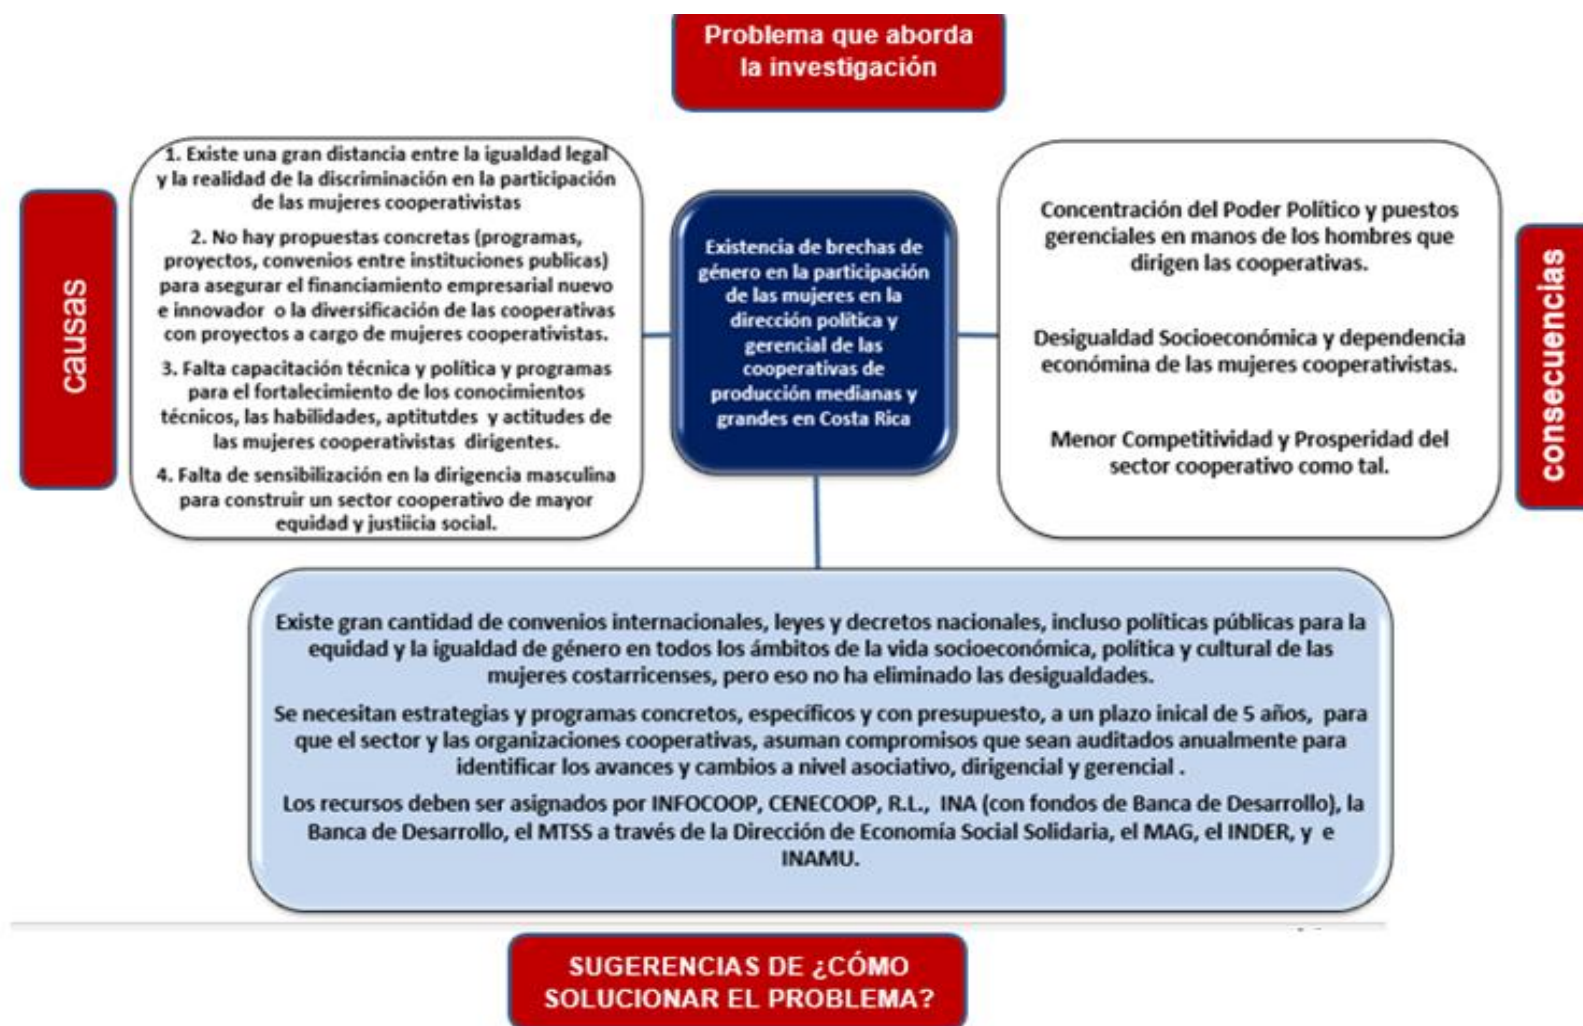 Problema que aborda
la investigación
causas
1. Existe una gran distancia entre la igualdad legal
y la realidad de la discriminación en la participación
de las mujeres cooperativistas
2. No hay propuestas concretas (programas,
proyectos, convenios entre instituciones publicas)
para asegurar el financiamiento empresarial nuevo
e innovador o la diversificación de las cooperativas
con proyectos a cargo de mujeres cooperativistas.
3. Falta capacitación técnica y política y programas
para el fortalecimiento de los conocimientos
técnicos, las habilidades, aptitutdes y actitudes de
las mujeres cooperativistas dirigentes.
4. Falta de sensibilización en la dirigencia masculina
para construir un sector cooperativo de mayor
equidad y justiicia social.
Existencia de brechas de
género en la participación
de las mujeres en la
dirección política y
gerencial de las
cooperativas de
producción medianas y
grandes en Costa Rica
Concentración del Poder Político y puestos
gerenciales en manos de los hombres que
dirigen las cooperativas.
Desigualdad Socioeconómica y dependencia
económina de las mujeres cooperativistas.
Menor Competitividad y Prosperidad del
sector cooperativo como tal.
consecuencias
Existe gran cantidad de convenios internacionales, leyes y decretos nacionales, incluso políticas públicas para la
equidad y la igualdad de género en todos los ámbitos de la vida socioeconómica, política y cultural de las
mujeres costarricenses, pero eso no ha eliminado las desigualdades.
Se necesitan estrategias y programas concretos, específicos y con presupuesto, a un plazo inical de 5 años, para
que el sector y las organizaciones cooperativas, asuman compromisos que sean auditados anualmente para
identificar los avances y cambios a nivel asociativo, dirigencial y gerencial .
Los recursos deben ser asignados por INFOCOOP, CENECOOP, R.L., INA (con fondos de Banca de Desarrollo), la
Banca de Desarrollo, el MTSS a través de la Dirección de Economía Social Solidaria, el MAG, el INDER, y e
INAMU.
SUGERENCIAS DE ¿CÓMO
SOLUCIONAR EL PROBLEMA?